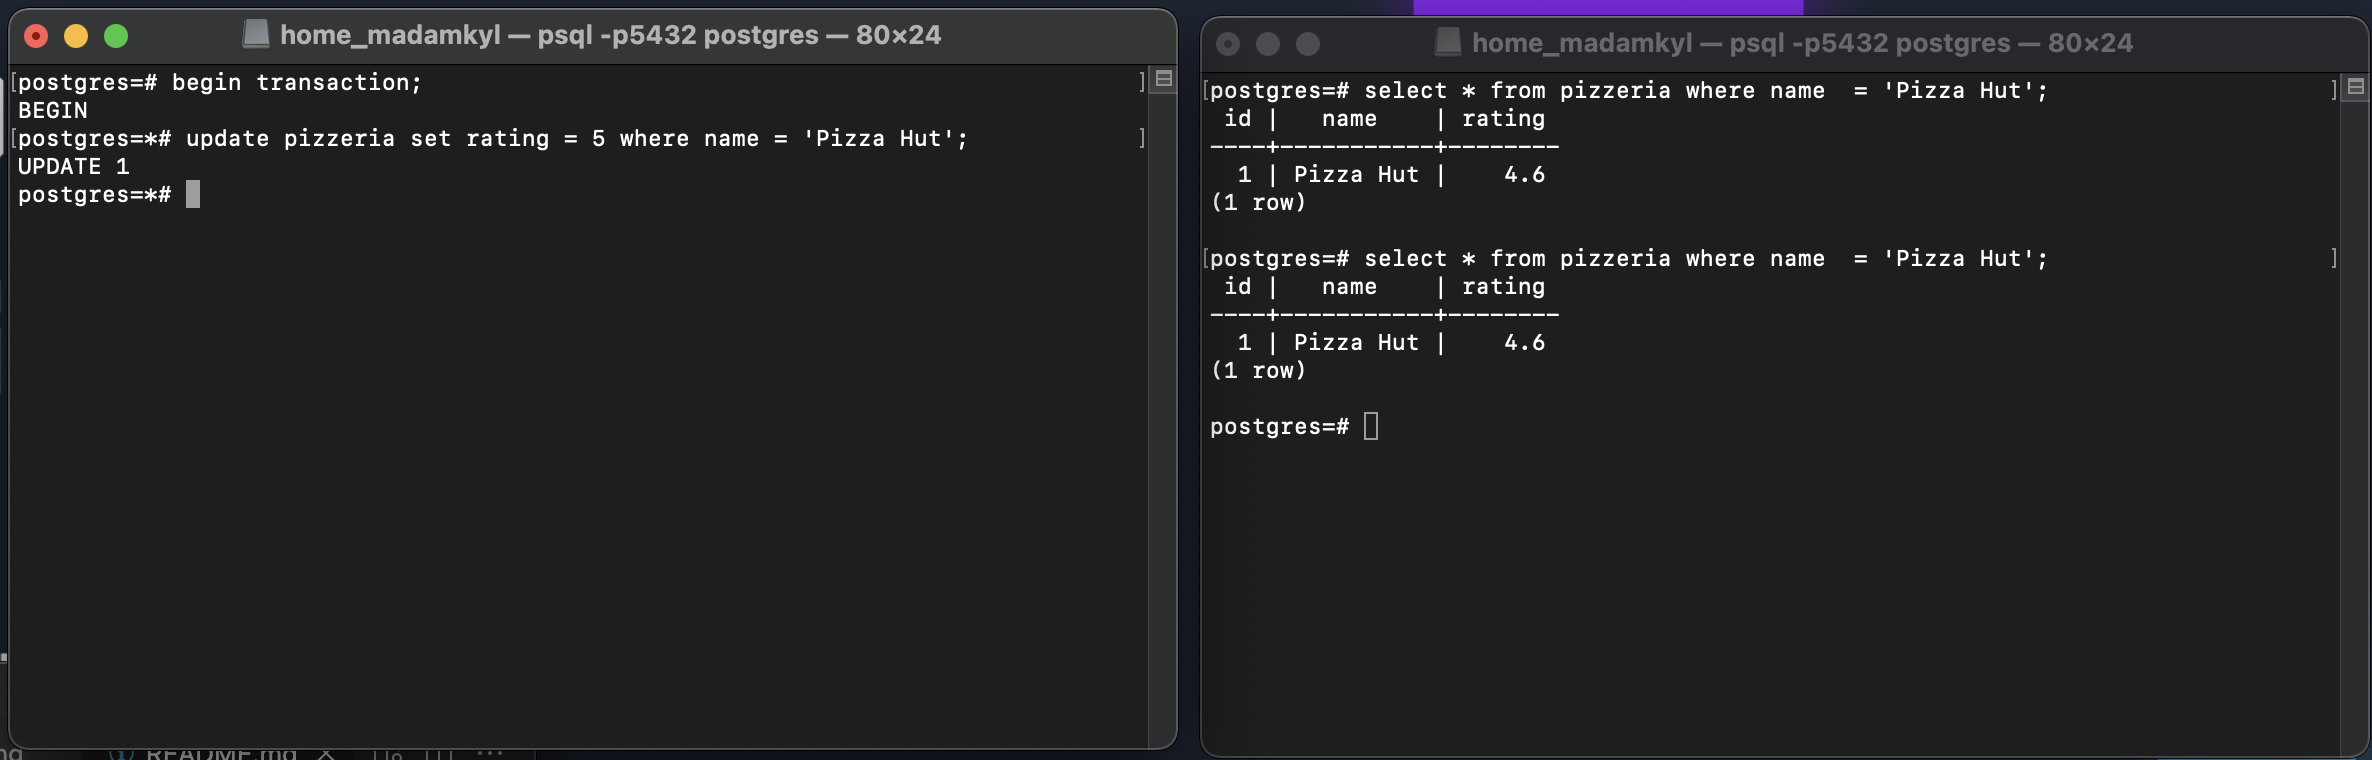 home_madamkyl — psql -p5432 postgres — 80×24
[postgres=# begin transaction; ]
BEGIN
[postgres=*# update pizzeria set rating = 5 where name = 'Pizza Hut'; ]
UPDATE 1
postgres=*#
home_madamkyl — psql -p5432 postgres — 80×24
[postgres=# select * from pizzeria where name  = 'Pizza Hut'; ]
 id |   name    | rating
----+-----------+--------
  1 | Pizza Hut |    4.6
(1 row)
[postgres=# select * from pizzeria where name  = 'Pizza Hut'; ]
 id |   name    | rating
----+-----------+--------
  1 | Pizza Hut |    4.6
(1 row)
postgres=#
README.md